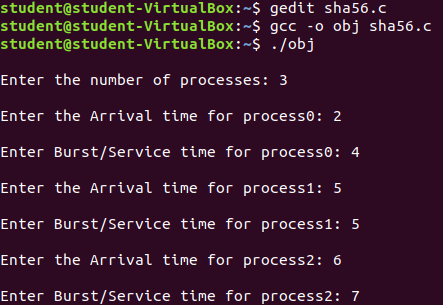 student@student-VirtualBox:~$ gedit sha56.c
student@student-VirtualBox:~$ gcc -o obj sha56.c
student@student-VirtualBox:~$ ./obj
Enter the number of processes: 3
Enter the Arrival time for process0: 2
Enter Burst/Service time for process0: 4
Enter the Arrival time for process1: 5
Enter Burst/Service time for process1: 5
Enter the Arrival time for process2: 6
Enter Burst/Service time for process2: 7